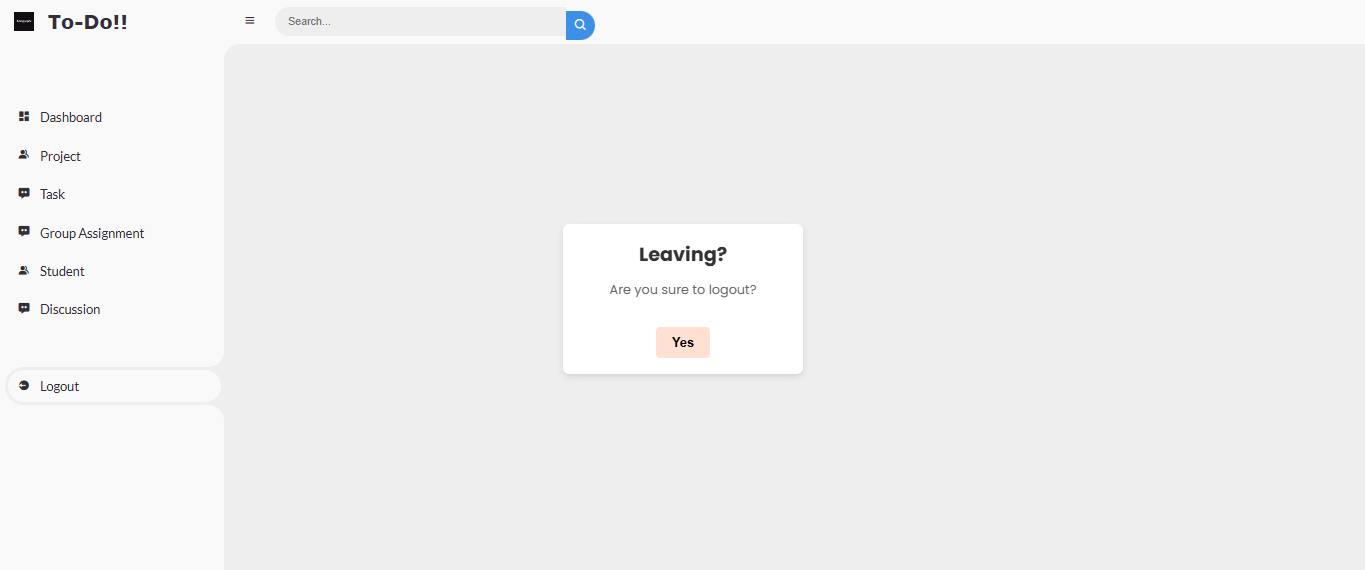 To-Do!!
Search...
Dashboard
Project
Task
Group Assignment
Student
Discussion
Logout
Leaving?
Are you sure to logout?
Yes